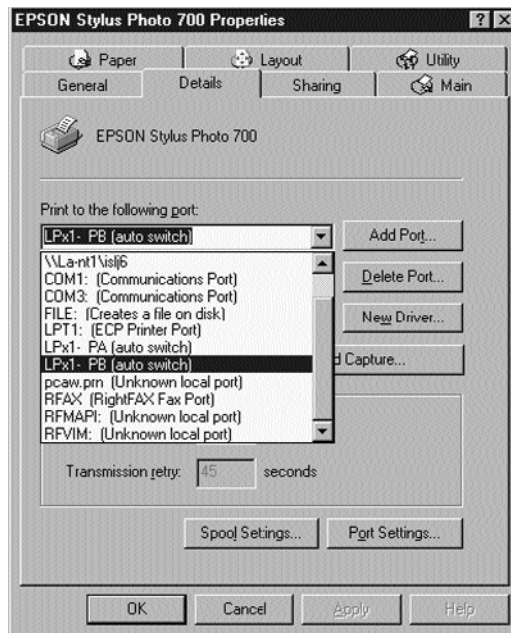 EPSON Stylus Photo 700 Properties
Paper Layout Utility
General Details Sharing Main
EPSON Stylus Photo 700
Print to the following port:
LPx1- PB (auto switch)
Add Port...
\\La-nt1\islj6
COM1: (Communications Port)
COM3: (Communications Port)
FILE: (Creates a file on disk)
LPT1: (ECP Printer Port)
LPx1- PA (auto switch)
LPx1- PB (auto switch)
pcaw.prn (Unknown local port)
RFAX (RightFAX Fax Port)
RFMAPI: (Unknown local port)
RFVIM: (Unknown local port)
Delete Port...
New Driver...
d Capture...
Transmission retry: 45 seconds
Spool Settings... Port Settings...
OK Cancel Apply Help